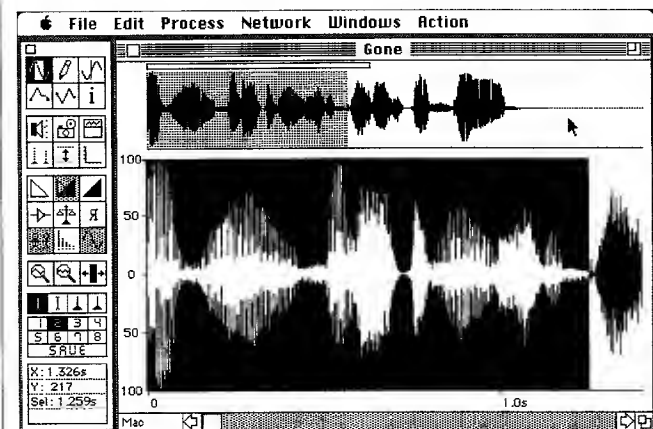 File Edit Process Network Windows Action
Gone
i
Я
1 2 3 4
5 6 7 8
SAVE
X: 1.326s
Y: 217
Sel: 1.259s
100
50
0
50
100
0 1.0s
Mac